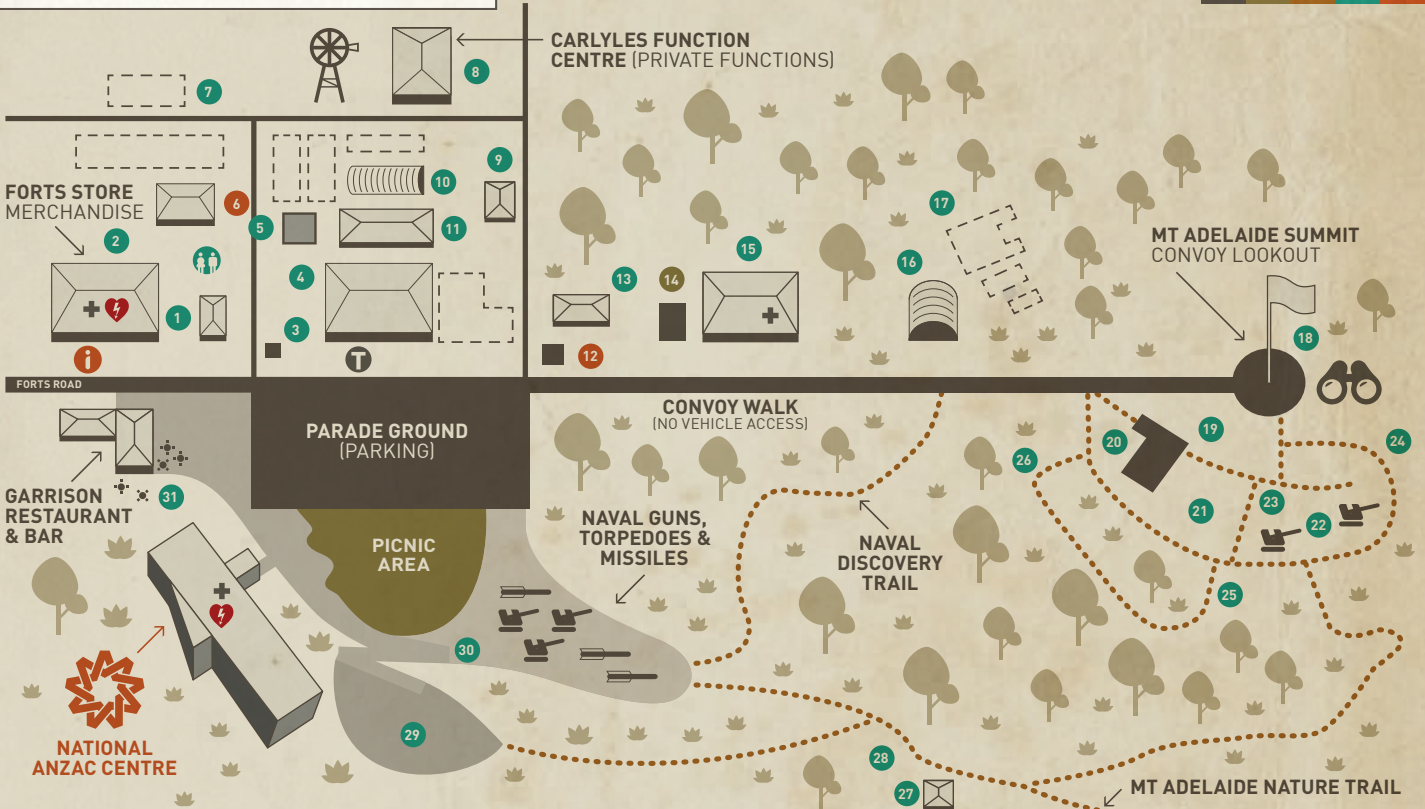 CARLYLES FUNCTION
CENTRE (PRIVATE FUNCTIONS)
8
7
9
10
FORTS STORE
MERCHANDISE
6
5
11
2
17
MT ADELAIDE SUMMIT
CONVOY LOOKOUT
4
13
14
15
16
1
3
18
i
T
12
FORTS ROAD
CONVOY WALK
(NO VEHICLE ACCESS)
PARADE GROUND
(PARKING)
20
19
24
26
GARRISON
RESTAURANT
& BAR
31
21
23
22
NAVAL GUNS,
TORPEDOES &
MISSILES
PICNIC
AREA
NAVAL
DISCOVERY
TRAIL
25
30
NATIONAL
ANZAC CENTRE
29
28
27
MT ADELAIDE NATURE TRAIL